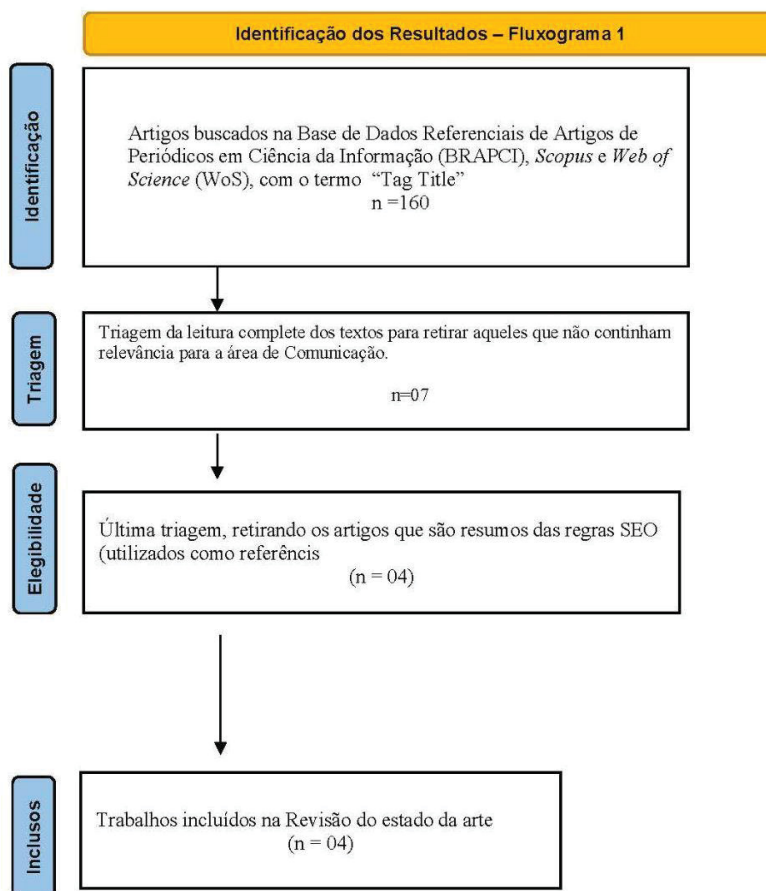 Identificação dos Resultados – Fluxograma 1
Identificação
Artigos buscados na Base de Dados Referenciais de Artigos de
Periódicos em Ciência da Informação (BRAPCI), Scopus e Web of
Science (WoS), com o termo “Tag Title”
n =160
Triagem
Triagem da leitura complete dos textos para retirar aqueles que não continham
relevância para a área de Comunicação.
n=07
Elegibilidade
Última triagem, retirando os artigos que são resumos das regras SEO
(utilizados como referêncis
(n = 04)
Inclusos
Trabalhos incluídos na Revisão do estado da arte
(n = 04)